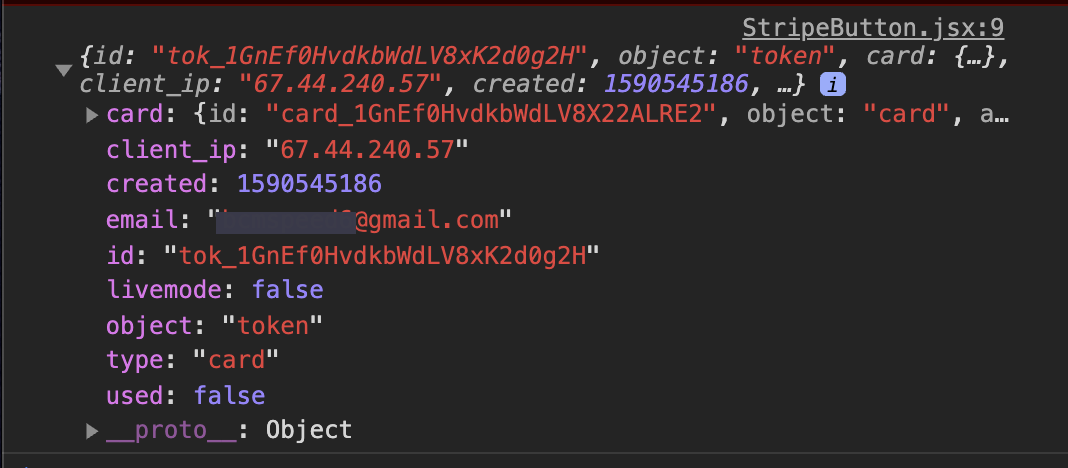 StripeButton.jsx:9
{id: "tok_1GnEf0HvdkbWdLV8xK2d0g2H", object: "token", card: {…},
client_ip: "67.44.240.57", created: 1590545186, …} i
card: {id: "card_1GnEf0HvdkbWdLV8X22ALRE2", object: "card", a…
client_ip: "67.44.240.57"
created: 1590545186
email: "@gmail.com"
id: "tok_1GnEf0HvdkbWdLV8xK2d0g2H"
livemode: false
object: "token"
type: "card"
used: false
__proto__: Object